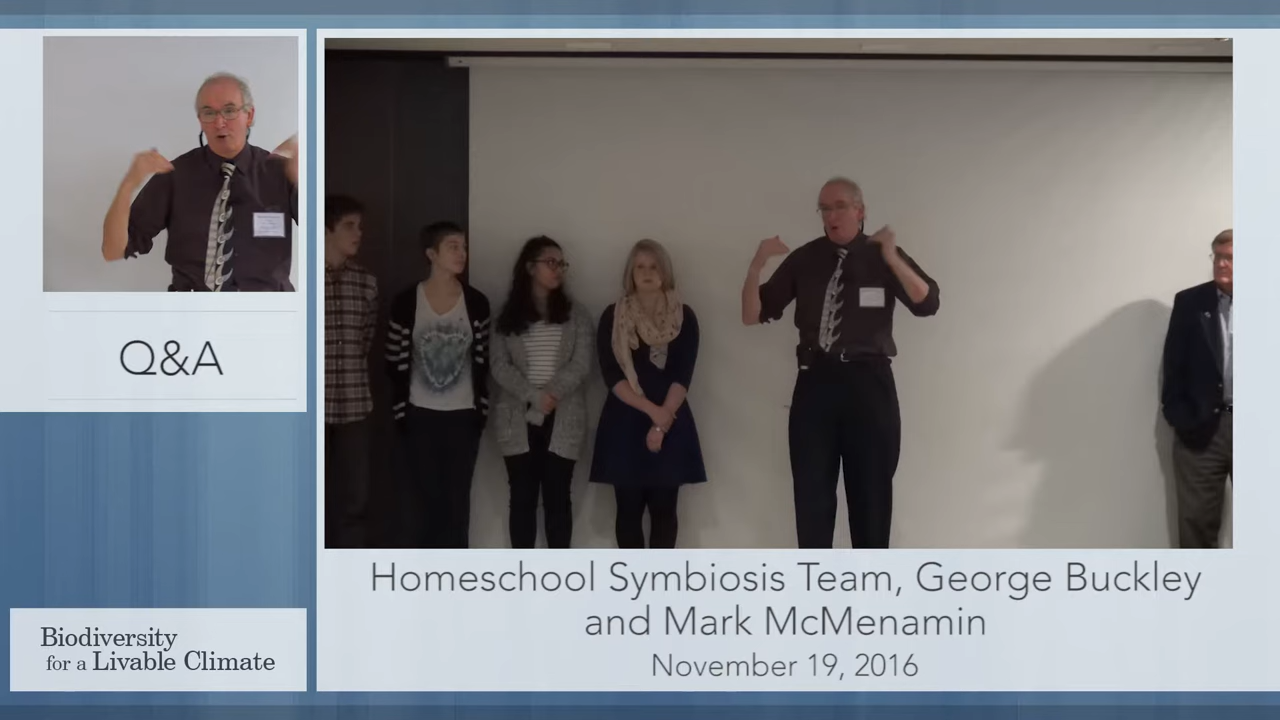 Q&A
Homeschool Symbiosis Team, George Buckley
and Mark McMenamin
November 19, 2016
Biodiversity
for a Livable Climate